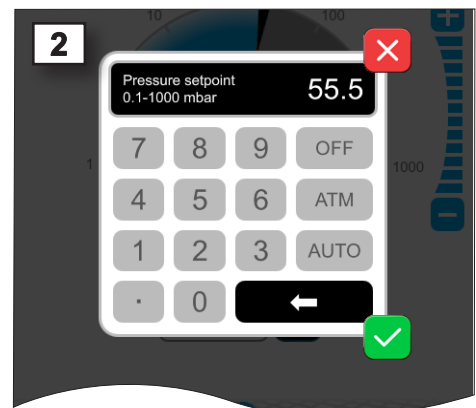 2
10
100
Pressure setpoint
0.1-1000 mbar
55.5
1
1000
7 8 9 OFF
4 5 6 ATM
1 2 3 AUTO
. 0